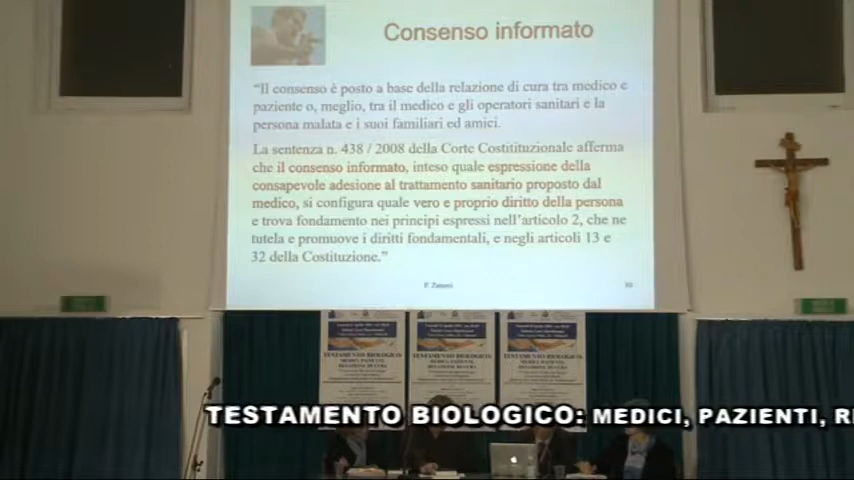 Consenso informato
“Il consenso è posto a base della relazione di cura tra medico e
paziente o, meglio, tra il medico e gli operatori sanitari e la
persona malata e i suoi familiari ed amici.
La sentenza n. 438 / 2008 della Corte Costitituzionale afferma
che il consenso informato, inteso quale espressione della
consapevole adesione al trattamento sanitario proposto dal
medico, si configura quale vero e proprio diritto della persona
e trova fondamento nei principi espressi nell'articolo 2, che ne
tutela e promuove i diritti fondamentali, e negli articoli 13 e
32 della Costituzione.”
TESTAMENTO BIOLOGICO
TESTAMENTO BIOLOGICO
TESTAMENTO BIOLOGICO
TESTAMENTO BIOLOGICO: MEDICI, PAZIENTI, R